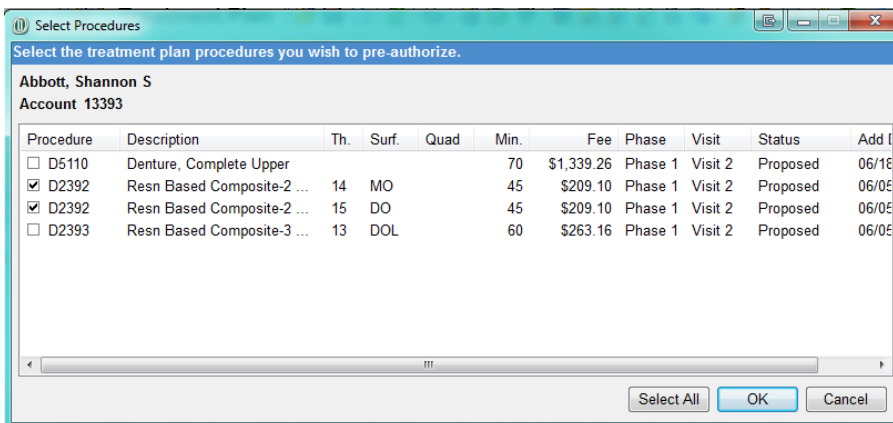 Select Procedures
Select the treatment plan procedures you wish to pre-authorize.
Abbott, Shannon S
Account 13393
Procedure Description Th. Surf. Quad Min. Fee Phase Visit Status Add
D5110 Denture, Complete Upper 70 $1,339.26 Phase 1 Visit 2 Proposed 06/18
D2392 Resn Based Composite-2 ... 14 MO 45 $209.10 Phase 1 Visit 2 Proposed 06/05
D2392 Resn Based Composite-2 ... 15 DO 45 $209.10 Phase 1 Visit 2 Proposed 06/05
D2393 Resn Based Composite-3 ... 13 DOL 60 $263.16 Phase 1 Visit 2 Proposed 06/05
Select All OK Cancel